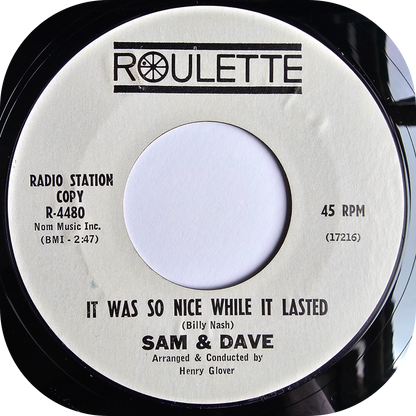 ROULETTE
RADIO STATION
COPY
R-4480
Nom Music Inc.
(BMI - 2:47)
45 RPM
(17216)
IT WAS SO NICE WHILE IT LASTED
(Billy Nash)
SAM & DAVE
Arranged & Conducted by
Henry Glover